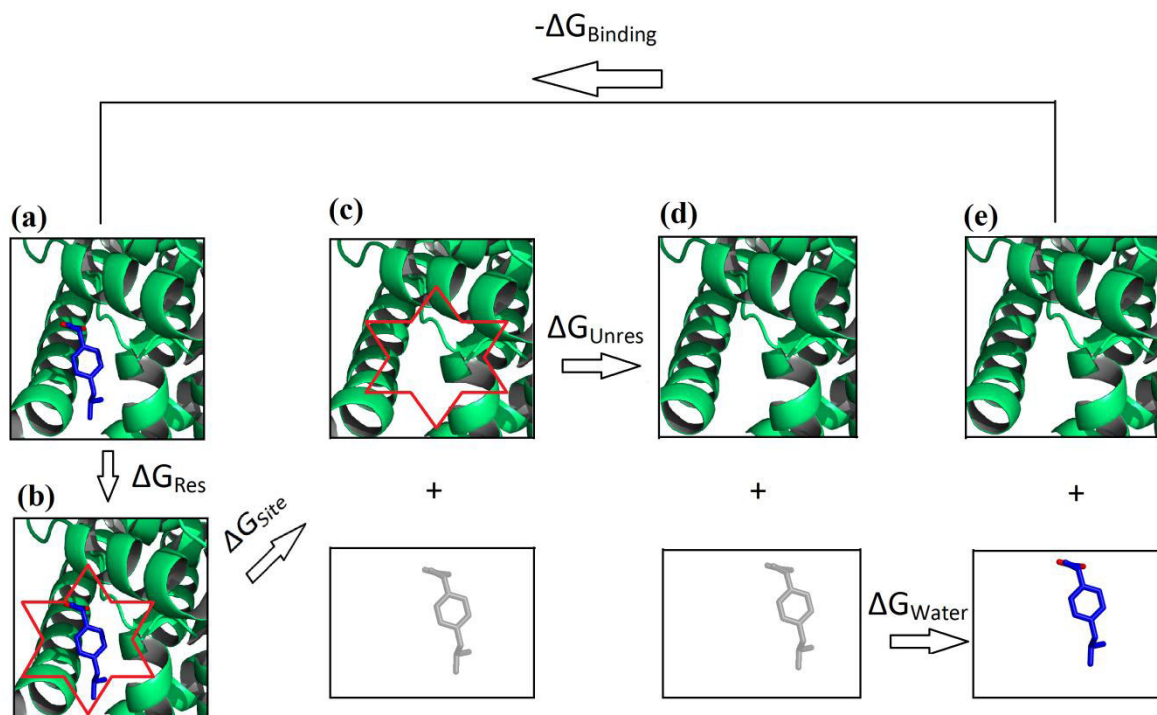 -ΔG_Binding
(a)
(c)
(d)
(e)
ΔG_Unres
ΔG_Res
(b)
ΔG_Site
+
+
+
ΔG_Water